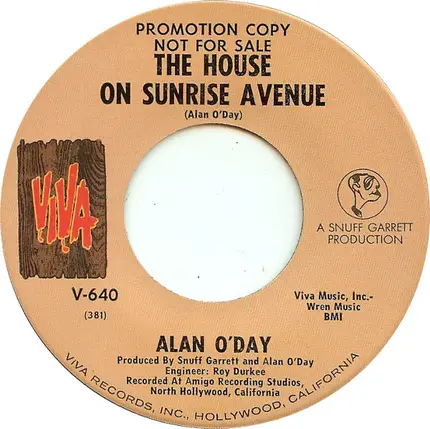 PROMOTION COPY
NOT FOR SALE
THE HOUSE
ON SUNRISE AVENUE
(Alan O'Day)
VIVA
A SNUFF GARRETT
PRODUCTION
V-640
(381)
Viva Music, Inc.-
Wren Music
BMI
ALAN O'DAY
Produced By Snuff Garrett and Alan O'Day
Engineer: Roy Durkee
Recorded At Amigo Recording Studios,
North Hollywood, California
VIVA RECORDS, INC., HOLLYWOOD, CALIFORNIA